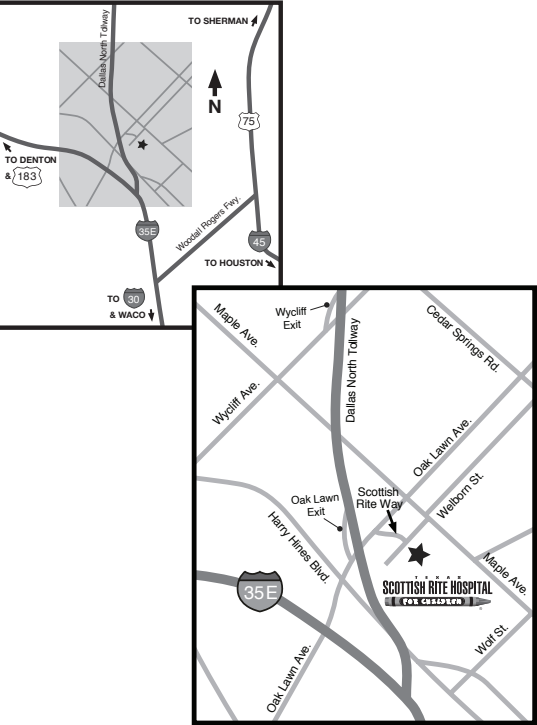 TO SHERMAN
Dallas North Tollway
N
75
TO DENTON
& 183
35E
Woodall Rogers Fwy.
45
TO HOUSTON
TO 30
& WACO
Wycliff
Exit
Maple Ave.
Cedar Springs Rd.
Dallas North Tollway
Wycliff Ave.
Oak Lawn Ave.
Welborn St.
Scottish
Rite Way
Oak Lawn
Exit
Harry Hines Blvd.
Maple Ave.
TEXAS
SCOTTISH RITE HOSPITAL
FOR CHILDREN
35E
Wolf St.
Oak Lawn Ave.